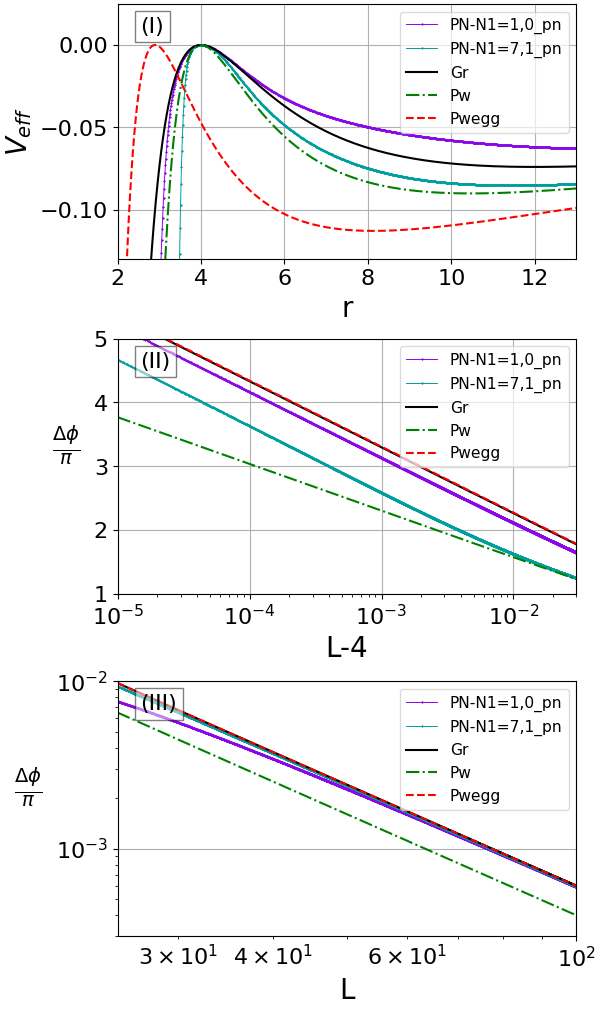 (I)
PN-N1=1,0_pn
PN-N1=7,1_pn
Gr
Pw
Pwegg
V_{eff}
0.00
−0.05
−0.10
2 4 6 8 10 12
r
(II)
PN-N1=1,0_pn
PN-N1=7,1_pn
Gr
Pw
Pwegg
Δϕ/π
5
4
3
2
1
10^{-5} 10^{-4} 10^{-3} 10^{-2}
L-4
(III)
PN-N1=1,0_pn
PN-N1=7,1_pn
Gr
Pw
Pwegg
Δϕ/π
10^{-2}
10^{-3}
3×10^{1} 4×10^{1} 6×10^{1} 10^{2}
L